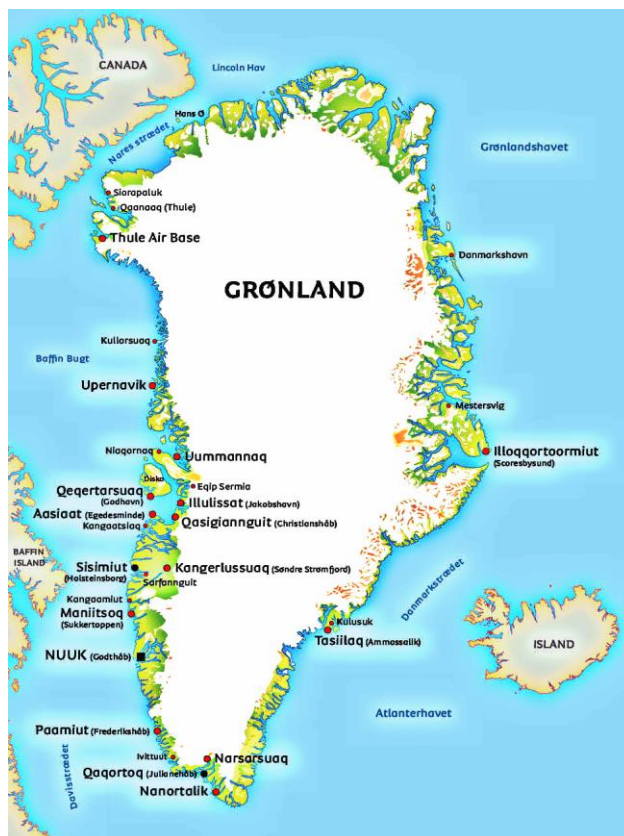 Lincoln Hav
CANADA
Hans Ø
Nares strædet
Grønlandshavet
Siorapaluk
Qaanaaq (Thule)
Thule Air Base
Danmarkshavn
GRØNLAND
Kullorsuaq
Baffin Bugt
Upernavik
Mestersvig
Niaqornaq
Uummannaq
Illoqqortoormiut
(Scoresbysund)
Disko
Eqip Sermia
Qeqertarsuaq
(Godhavn)
Illulissat (Jakobshavn)
Aasiaat (Egedesminde)
Qasigiannguit (Christianshåb)
Kangaatsiaq
BAFFIN
ISLAND
Sisimiut
(Holsteinsborg)
Kangerlussuaq (Søndre Strømfjord)
Sarfannguit
Danmarkstrædet
Kangaamiut
Maniitsoq
(Sukkertoppen)
Kulusuk
Tasiilaq (Ammassalik)
ISLAND
NUUK (Godthåb)
Atlanterhavet
Paamiut (Frederikshåb)
Davisstrædet
Ivittuut
Narsarsuaq
Qaqortoq (Julianehåb)
Nanortalik